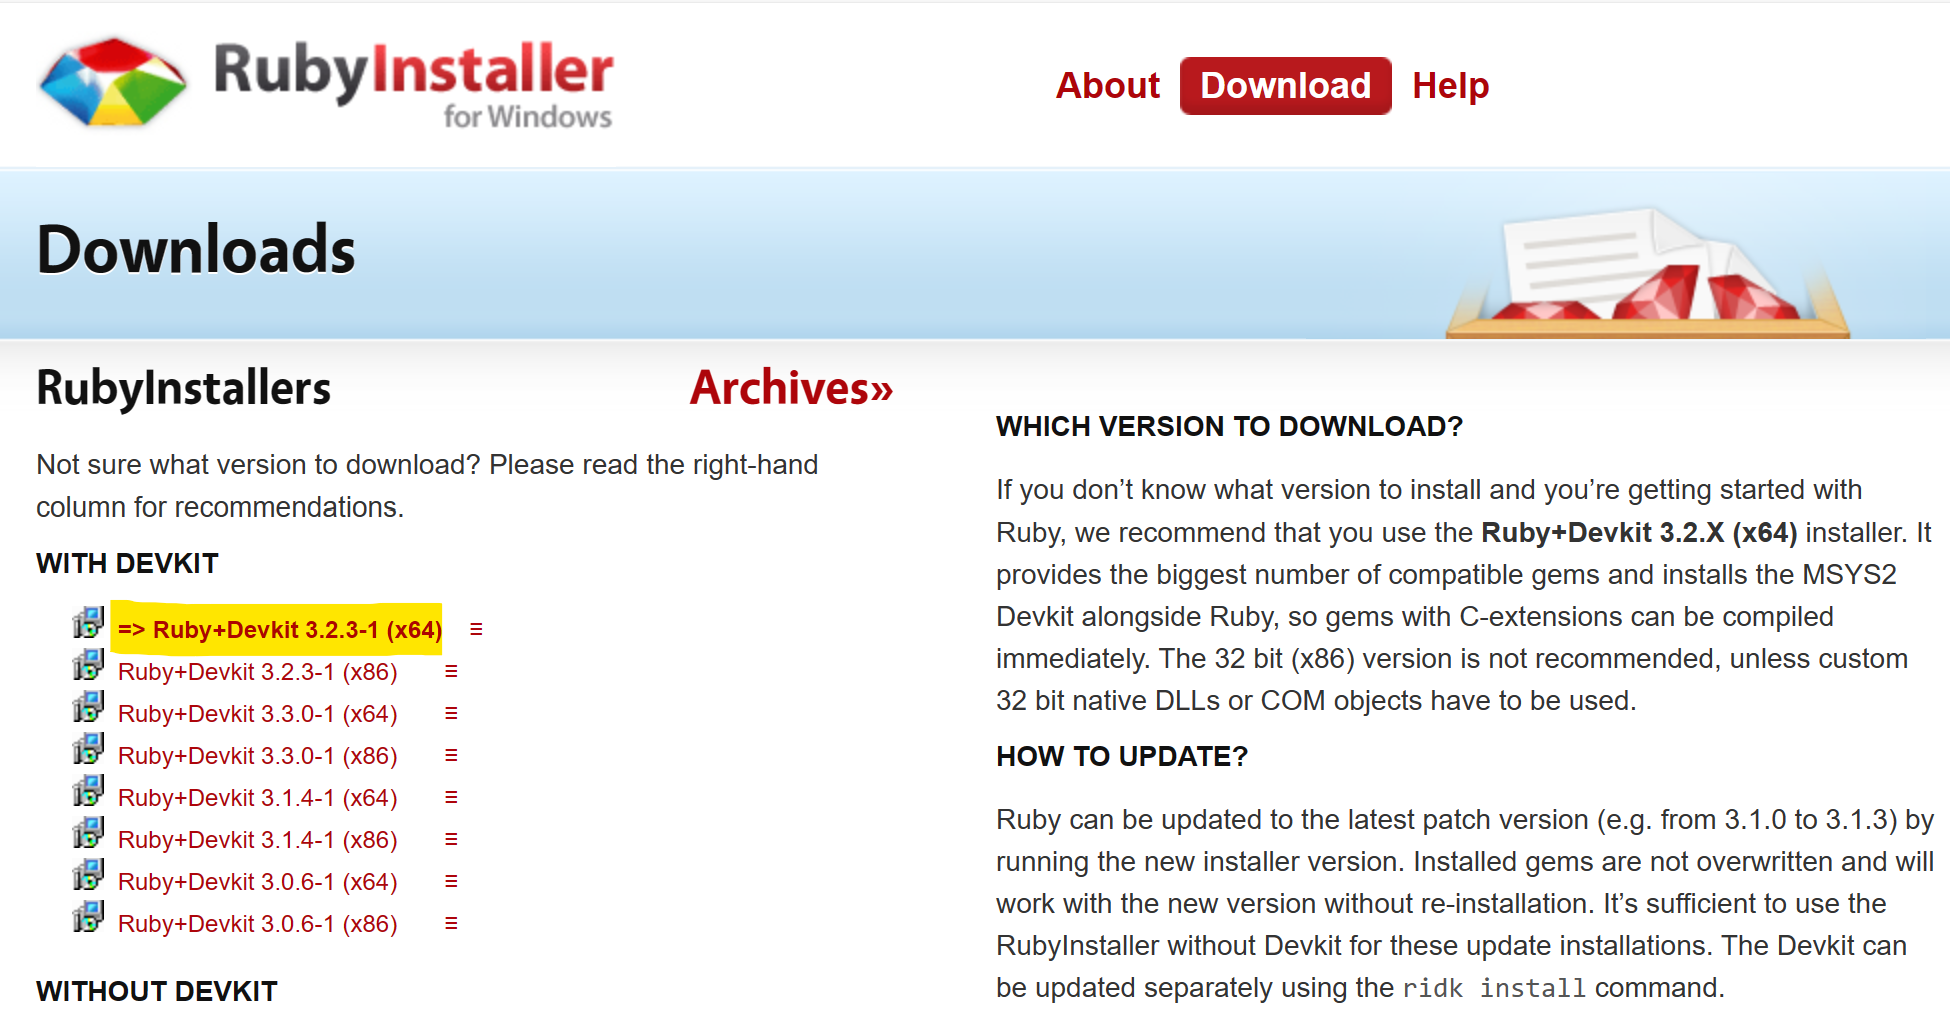 RubyInstaller
for Windows
About Download Help
Downloads
RubyInstallers
Archives»
Not sure what version to download? Please read the right-hand
column for recommendations.
WITH DEVKIT
=> Ruby+Devkit 3.2.3-1 (x64) ≡
Ruby+Devkit 3.2.3-1 (x86) ≡
Ruby+Devkit 3.3.0-1 (x64) ≡
Ruby+Devkit 3.3.0-1 (x86) ≡
Ruby+Devkit 3.1.4-1 (x64) ≡
Ruby+Devkit 3.1.4-1 (x86) ≡
Ruby+Devkit 3.0.6-1 (x64) ≡
Ruby+Devkit 3.0.6-1 (x86) ≡
WITHOUT DEVKIT
WHICH VERSION TO DOWNLOAD?
If you don’t know what version to install and you’re getting started with
Ruby, we recommend that you use the Ruby+Devkit 3.2.X (x64) installer. It
provides the biggest number of compatible gems and installs the MSYS2
Devkit alongside Ruby, so gems with C-extensions can be compiled
immediately. The 32 bit (x86) version is not recommended, unless custom
32 bit native DLLs or COM objects have to be used.
HOW TO UPDATE?
Ruby can be updated to the latest patch version (e.g. from 3.1.0 to 3.1.3) by
running the new installer version. Installed gems are not overwritten and will
work with the new version without re-installation. It’s sufficient to use the
RubyInstaller without Devkit for these update installations. The Devkit can
be updated separately using the ridk install command.